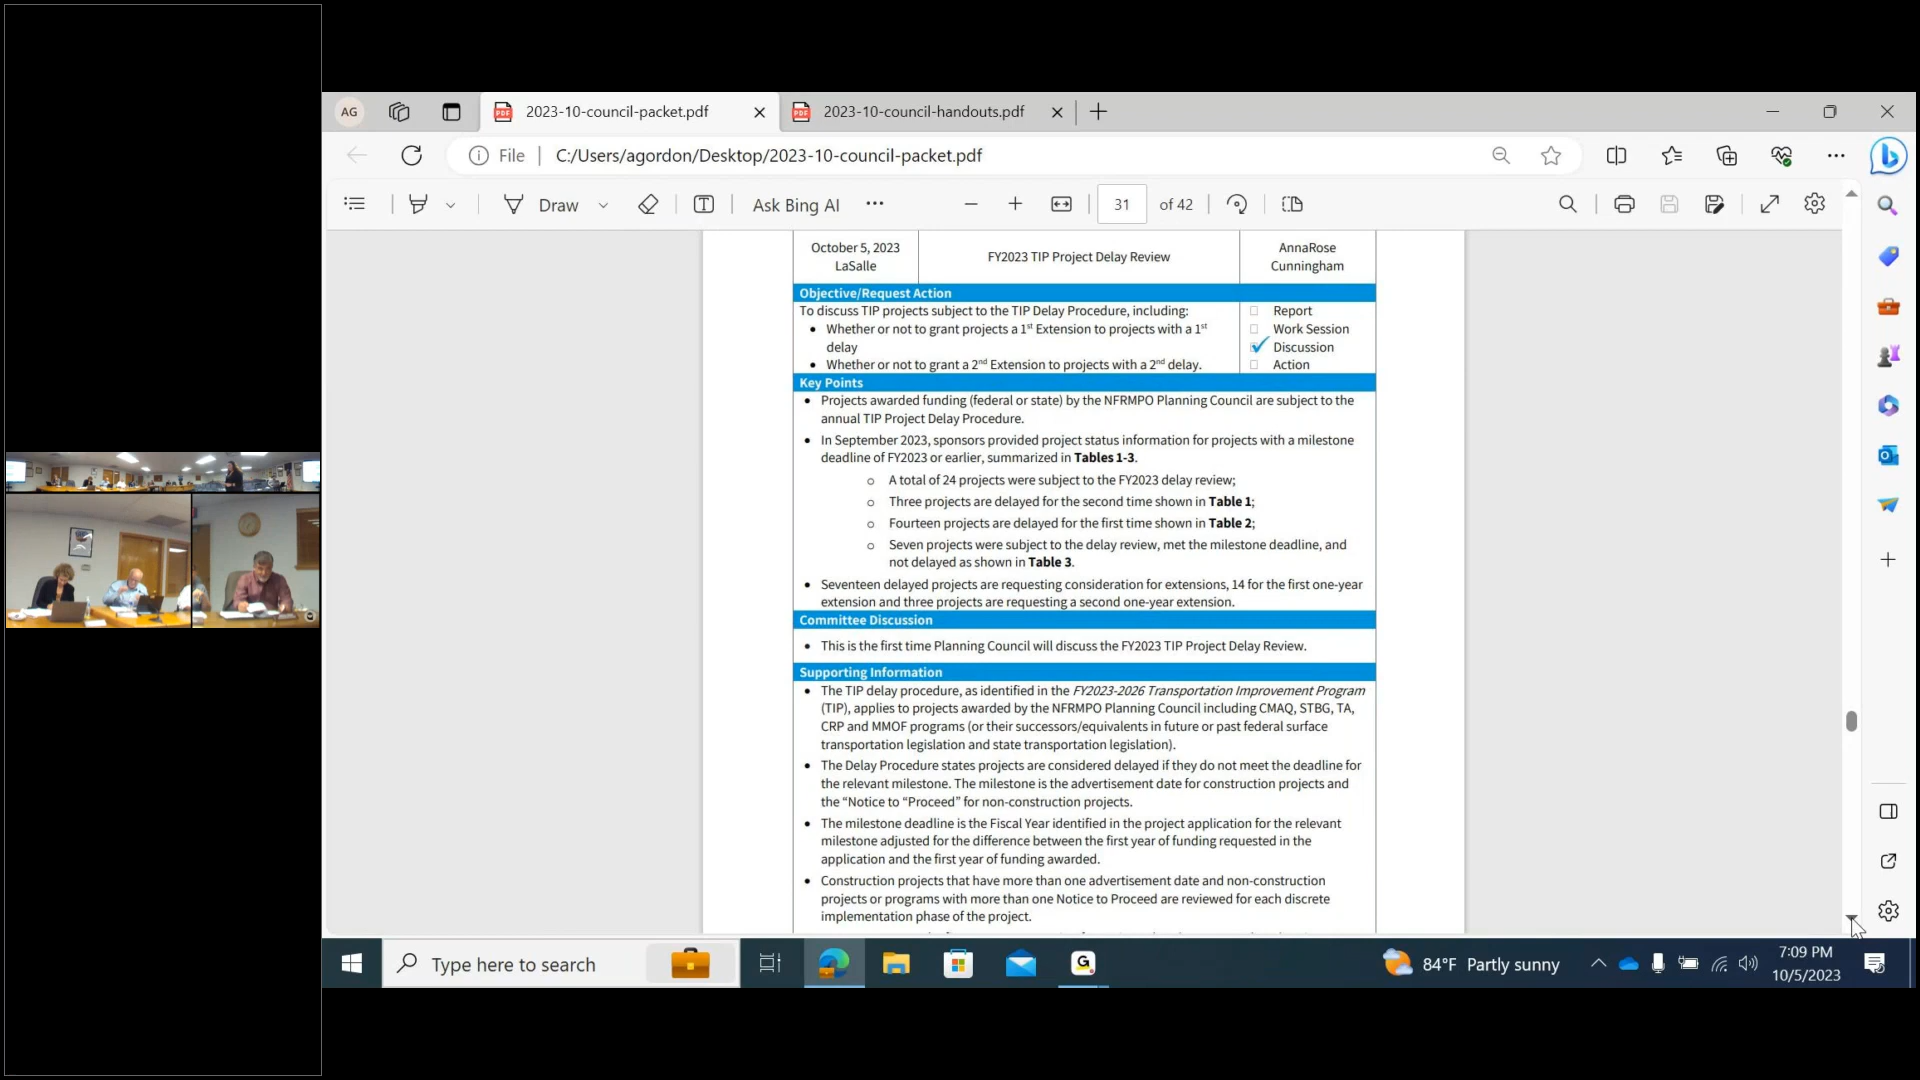 AG
2023-10-council-packet.pdf
2023-10-council-handouts.pdf
File
C:/Users/agordon/Desktop/2023-10-council-packet.pdf
Draw
Ask Bing AI
31
of 42
October 5, 2023
LaSalle
FY2023 TIP Project Delay Review
AnnaRose
Cunningham
Objective/Request Action
To discuss TIP projects subject to the TIP Delay Procedure, including:
• Whether or not to grant projects a 1st Extension to projects with a 1st
delay
• Whether or not to grant a 2nd Extension to projects with a 2nd delay.
Report
Work Session
Discussion
Action
Key Points
• Projects awarded funding (federal or state) by the NFRMPO Planning Council are subject to the
annual TIP Project Delay Procedure.
• In September 2023, sponsors provided project status information for projects with a milestone
deadline of FY2023 or earlier, summarized in Tables 1-3.
o A total of 24 projects were subject to the FY2023 delay review;
o Three projects are delayed for the second time shown in Table 1;
o Fourteen projects are delayed for the first time shown in Table 2;
o Seven projects were subject to the delay review, met the milestone deadline, and
not delayed as shown in Table 3.
• Seventeen delayed projects are requesting consideration for extensions, 14 for the first one-year
extension and three projects are requesting a second one-year extension.
Committee Discussion
• This is the first time Planning Council will discuss the FY2023 TIP Project Delay Review.
Supporting Information
• The TIP delay procedure, as identified in the FY2023-2026 Transportation Improvement Program
(TIP), applies to projects awarded by the NFRMPO Planning Council including CMAQ, STBG, TA,
CRP and MMOF programs (or their successors/equivalents in future or past federal surface
transportation legislation and state transportation legislation).
• The Delay Procedure states projects are considered delayed if they do not meet the deadline for
the relevant milestone. The milestone is the advertisement date for construction projects and
the “Notice to “Proceed” for non-construction projects.
• The milestone deadline is the Fiscal Year identified in the project application for the relevant
milestone adjusted for the difference between the first year of funding requested in the
application and the first year of funding awarded.
• Construction projects that have more than one advertisement date and non-construction
projects or programs with more than one Notice to Proceed are reviewed for each discrete
implementation phase of the project.
Type here to search
84°F Partly sunny
7:09 PM
10/5/2023